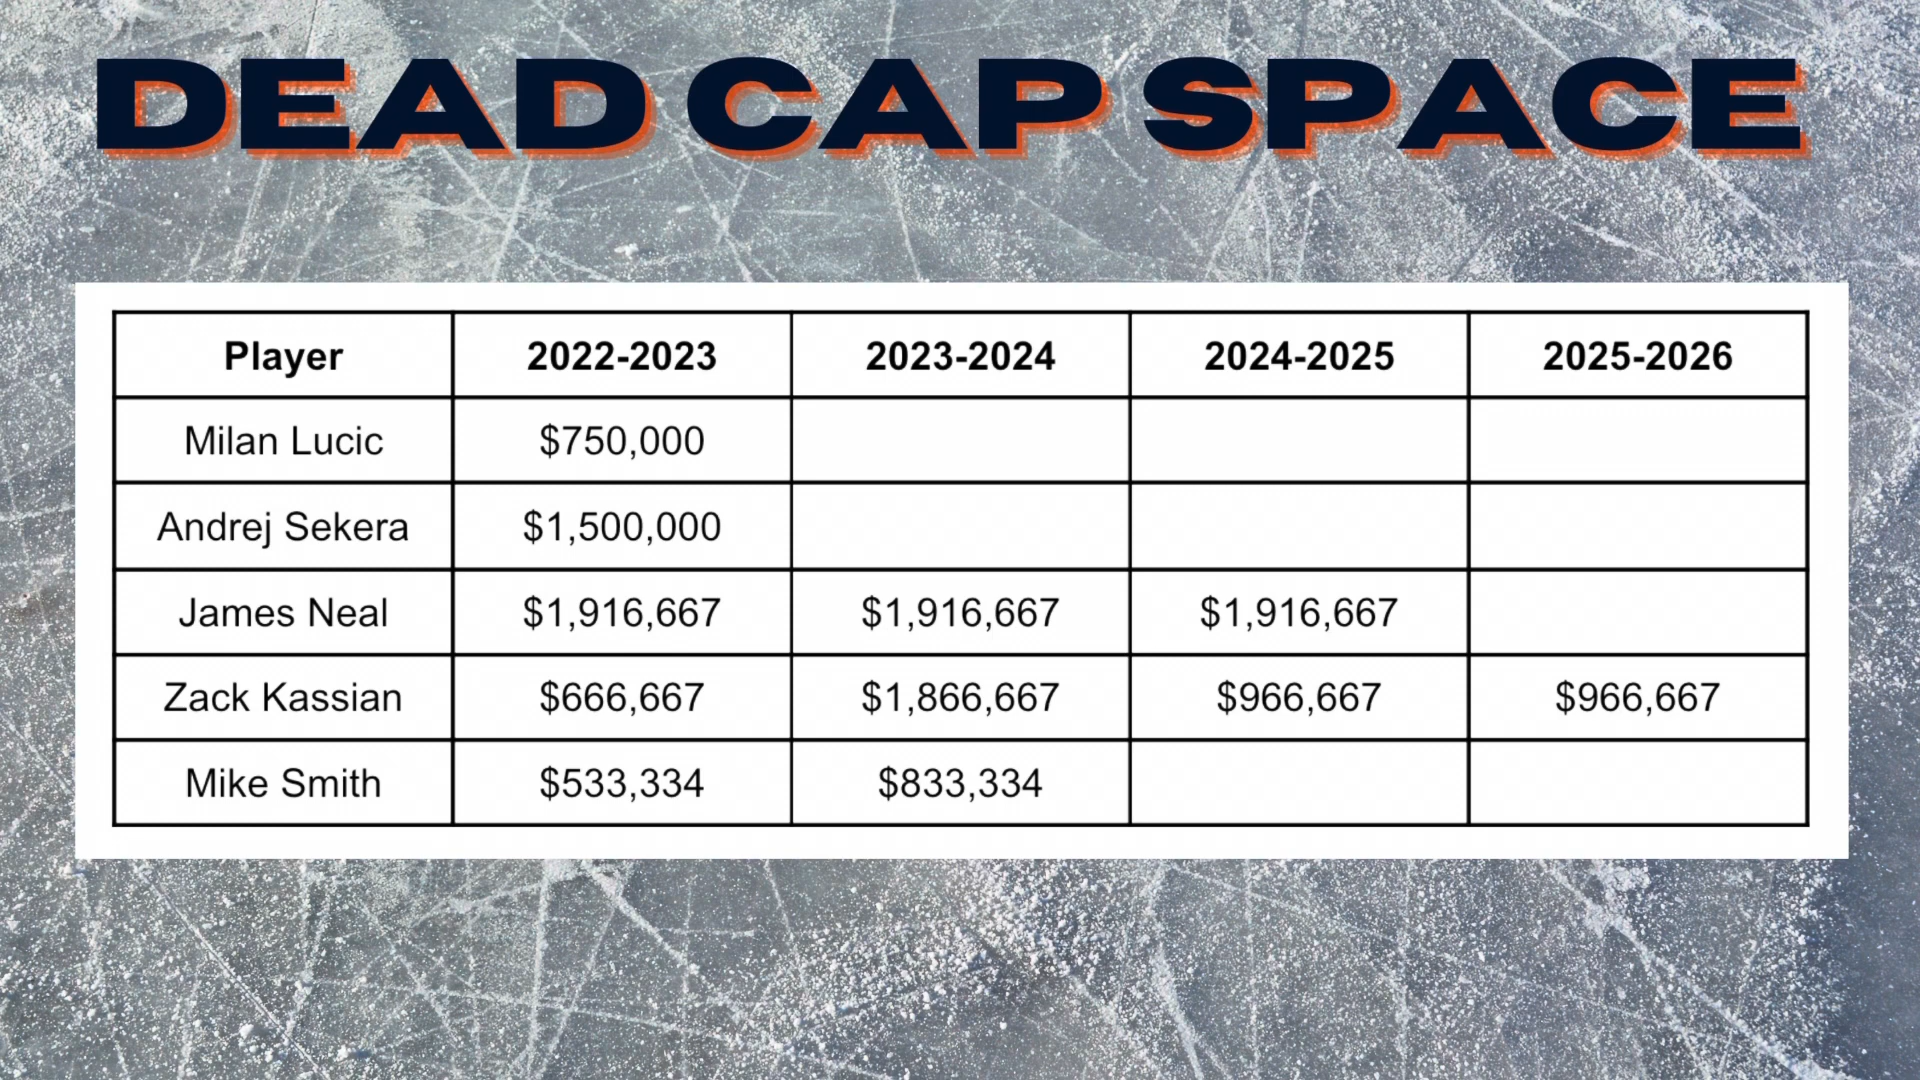 DEAD CAP SPACE
Player 2022-2023 2023-2024 2024-2025 2025-2026
Milan Lucic $750,000
Andrej Sekera $1,500,000
James Neal $1,916,667 $1,916,667 $1,916,667
Zack Kassian $666,667 $1,866,667 $966,667 $966,667
Mike Smith $533,334 $833,334